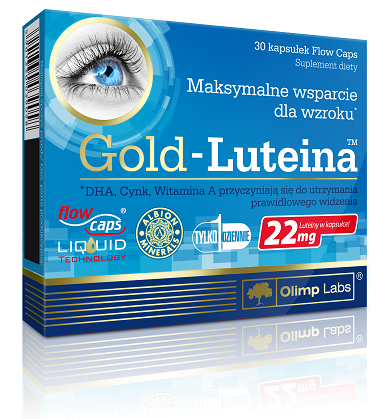 30 kapsułek Flow Caps
Suplement diety
Maksymalne wsparcie
dla wzroku*
Gold-Luteina™
*DHA, Cynk, Witamina A przyczyniają się do utrzymania
prawidłowego widzenia
flow
caps®
LIQUID
TECHNOLOGY
ALBION
MINERALS
TYLKO 1 DZIENNIE
22mg
Luteiny w kapsułce!
Olimp Labs®